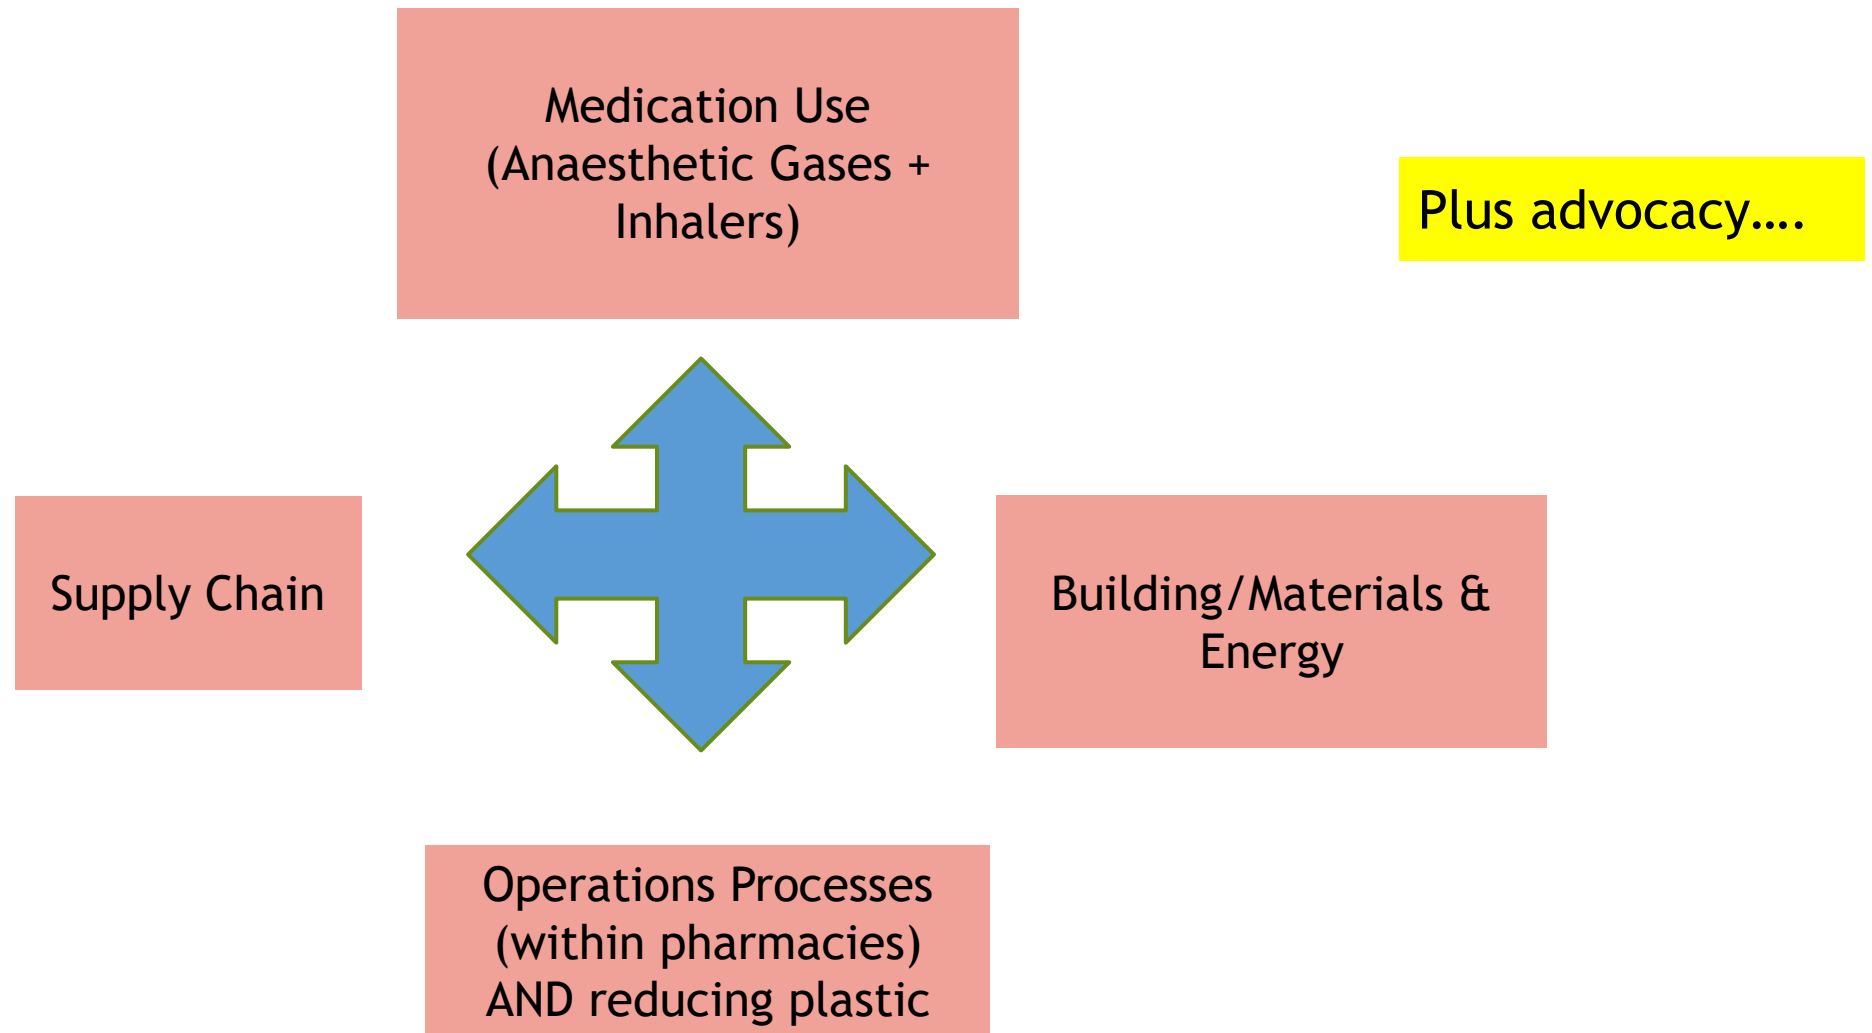 Medication Use
(Anaesthetic Gases +
Inhalers)
Plus advocacy....
Supply Chain
Building/Materials &
Energy
Operations Processes
(within pharmacies)
AND reducing plastic